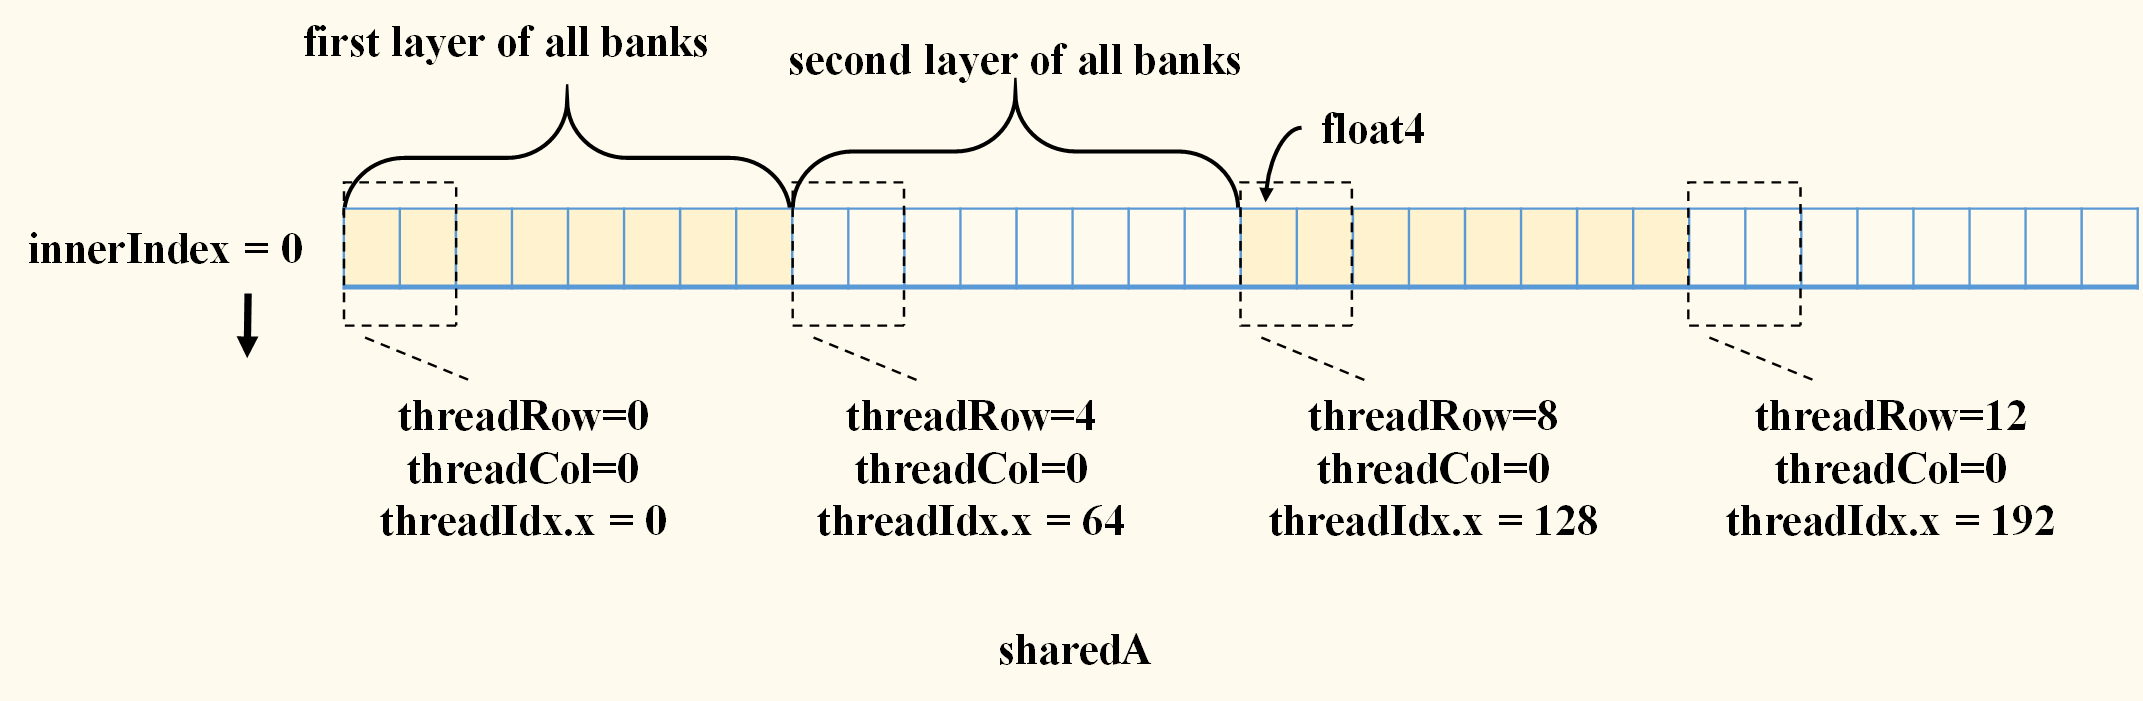 first layer of all banks
second layer of all banks
float4
innerIndex = 0
threadRow=0
threadCol=0
threadIdx.x = 0
threadRow=4
threadCol=0
threadIdx.x = 64
threadRow=8
threadCol=0
threadIdx.x = 128
threadRow=12
threadCol=0
threadIdx.x = 192
sharedA